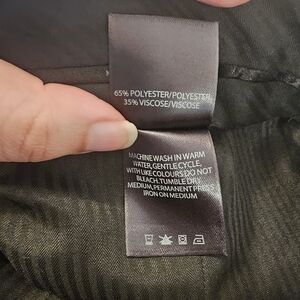 65% POLYESTER/POLYESTER
35% VISCOSE/VISCOSE
MACHINE WASH IN WARM
WATER, GENTLE CYCLE,
WITH LIKE COLOURS DO NOT
BLEACH. TUMBLE DRY
MEDIUM, PERMANENT PRESS
IRON ON MEDIUM